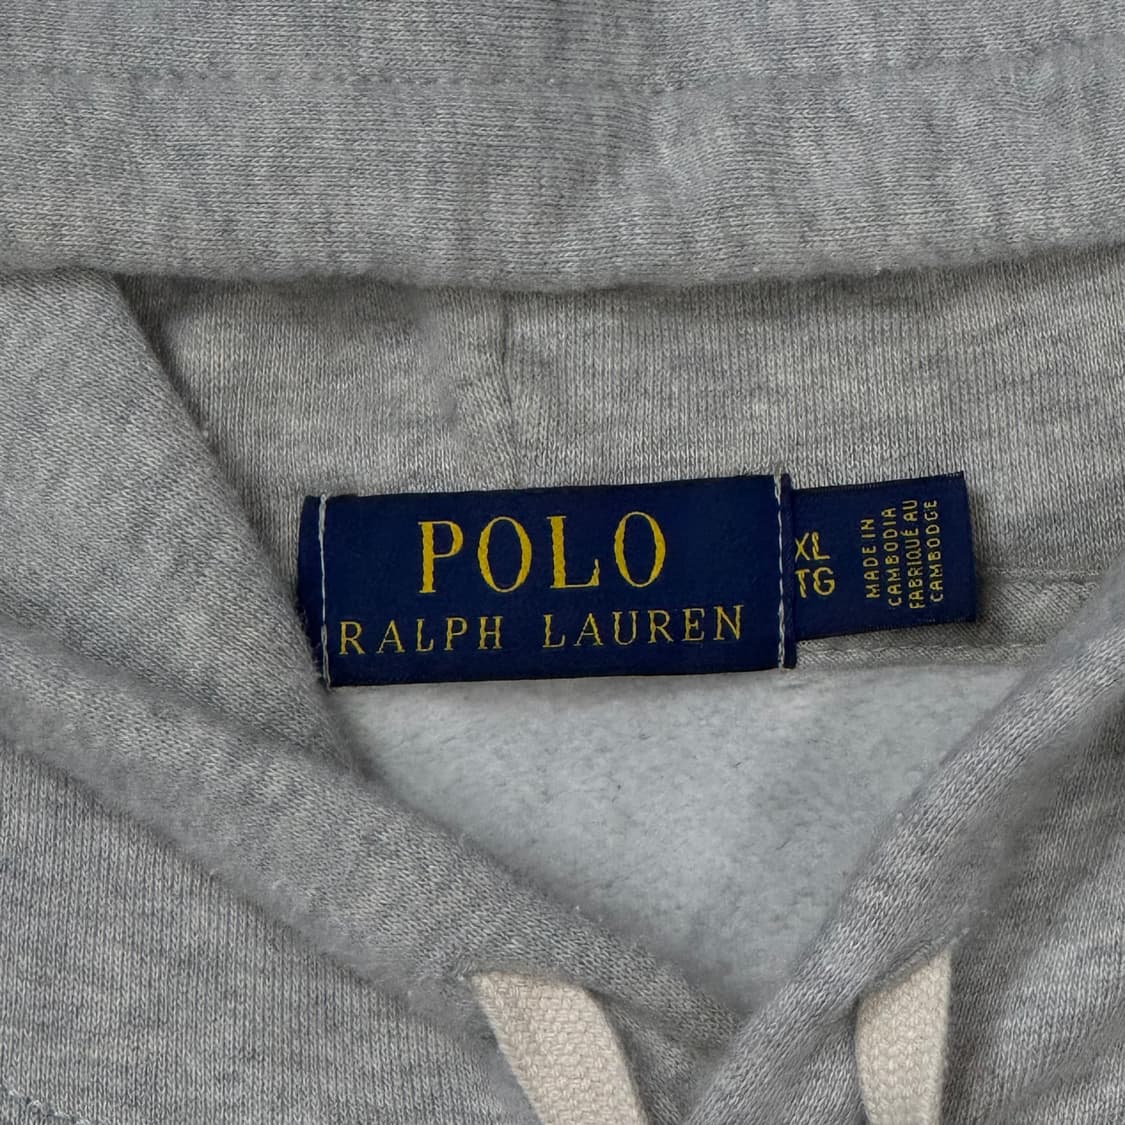 POLO
RALPH LAUREN
XL
TG
MADE IN
CAMBODIA
FABRIQUÉ AU
CAMBODGE